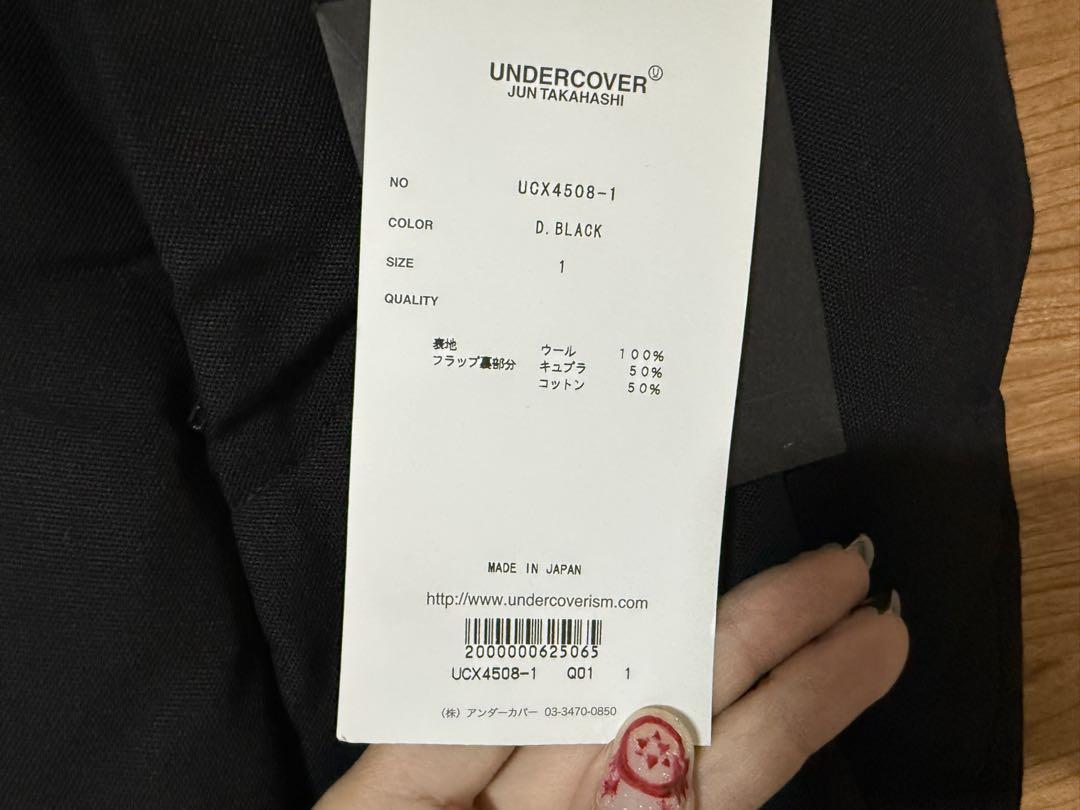 UNDERCOVER Ⓤ
JUN TAKAHASHI
NO UCX4508-1
COLOR D.BLACK
SIZE 1
QUALITY
表地 ウール 100%
フラップ裏部分 キュプラ 50%
コットン 50%
MADE IN JAPAN
http://www.undercoverism.com
2000000625065
UCX4508-1 Q01 1
(株) アンダーカバー 03-3470-0850